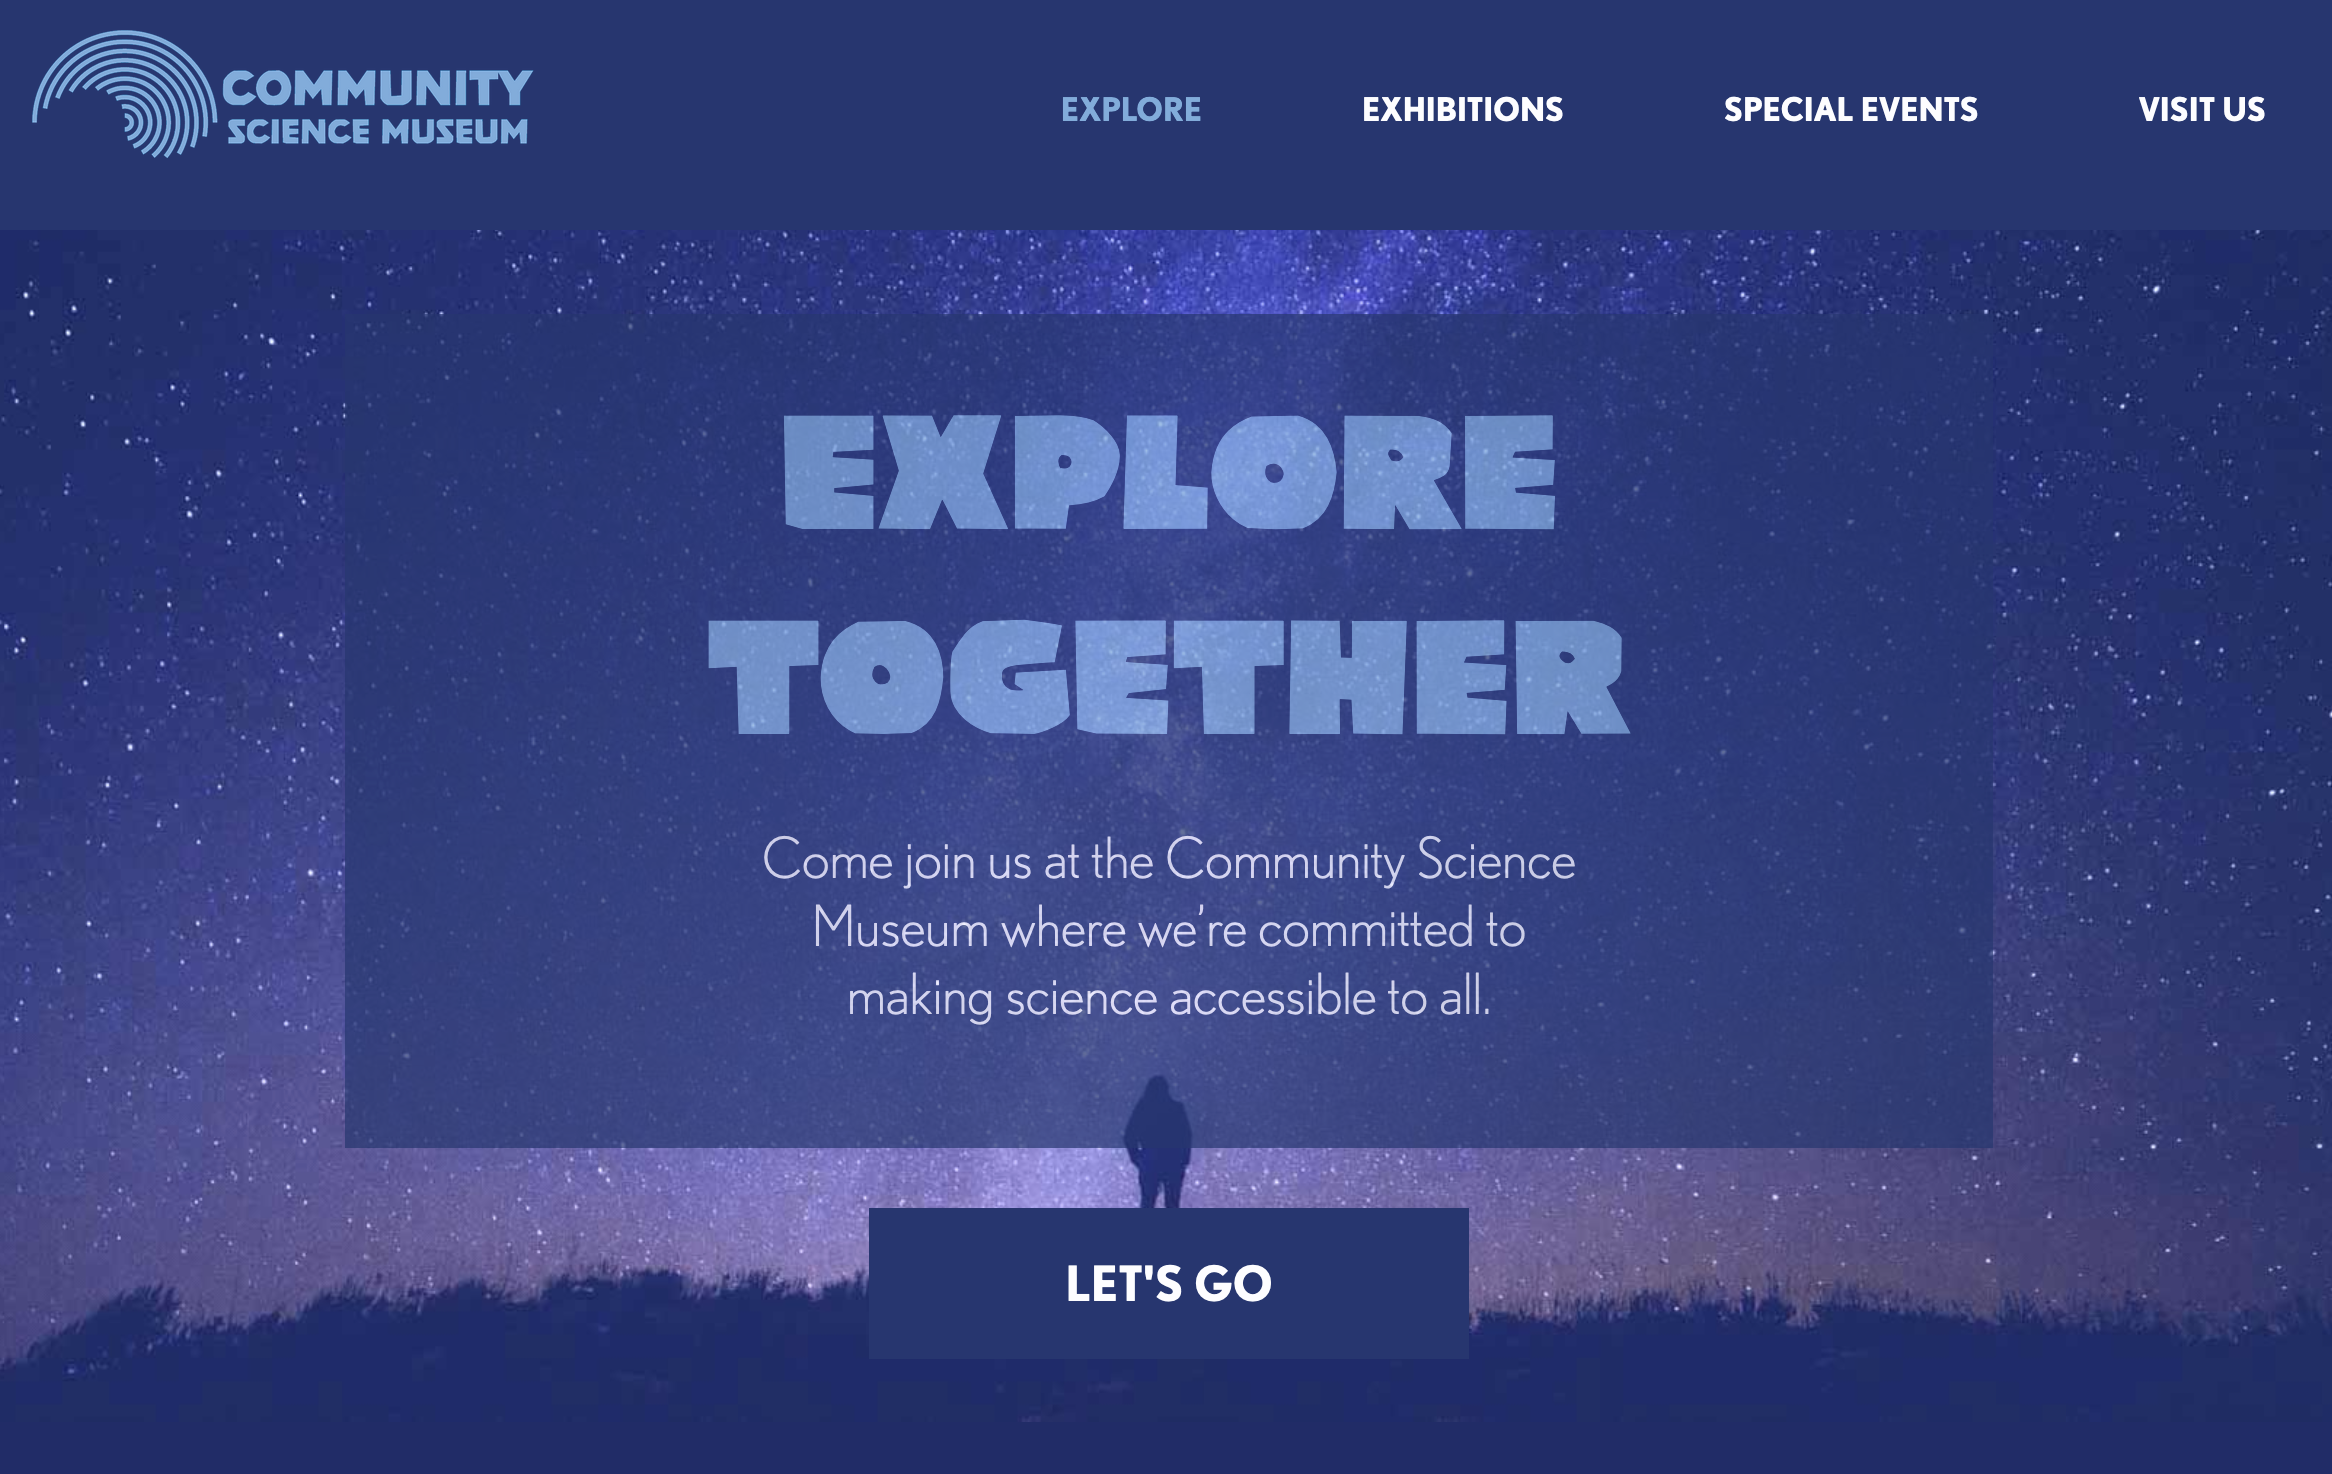 COMMUNITY
SCIENCE MUSEUM
EXPLORE
EXHIBITIONS
SPECIAL EVENTS
VISIT US
EXPLORE
TOGETHER
Come join us at the Community Science
Museum where we’re committed to
making science accessible to all.
LET'S GO